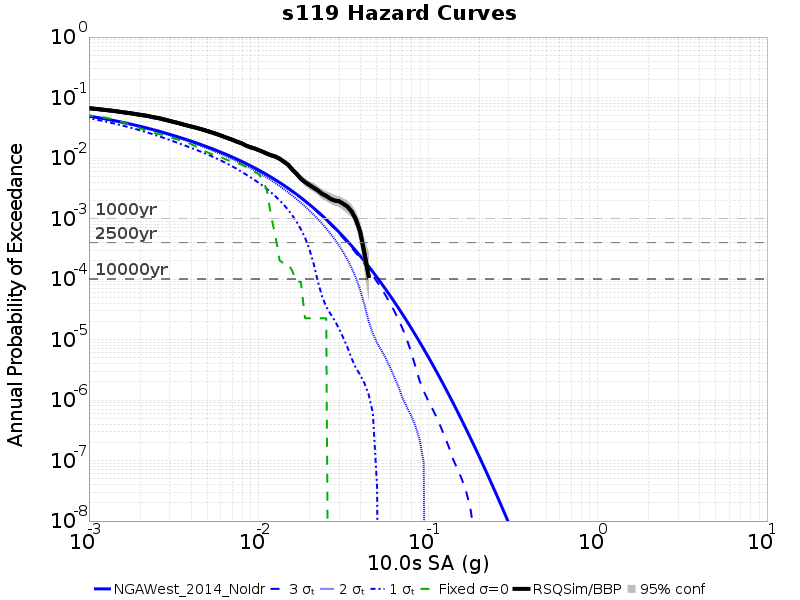 s119 Hazard Curves
Annual Probability of Exceedance
10^0
10^-1
10^-2
10^-3
10^-4
10^-5
10^-6
10^-7
10^-8
1000yr
2500yr
10000yr
10^-3 10^-2 10^-1 10^0 10^1
10.0s SA (g)
NGAWest_2014_NoIdr 3 σₜ 2 σₜ 1 σₜ Fixed σ=0 RSQSim/BBP 95% conf